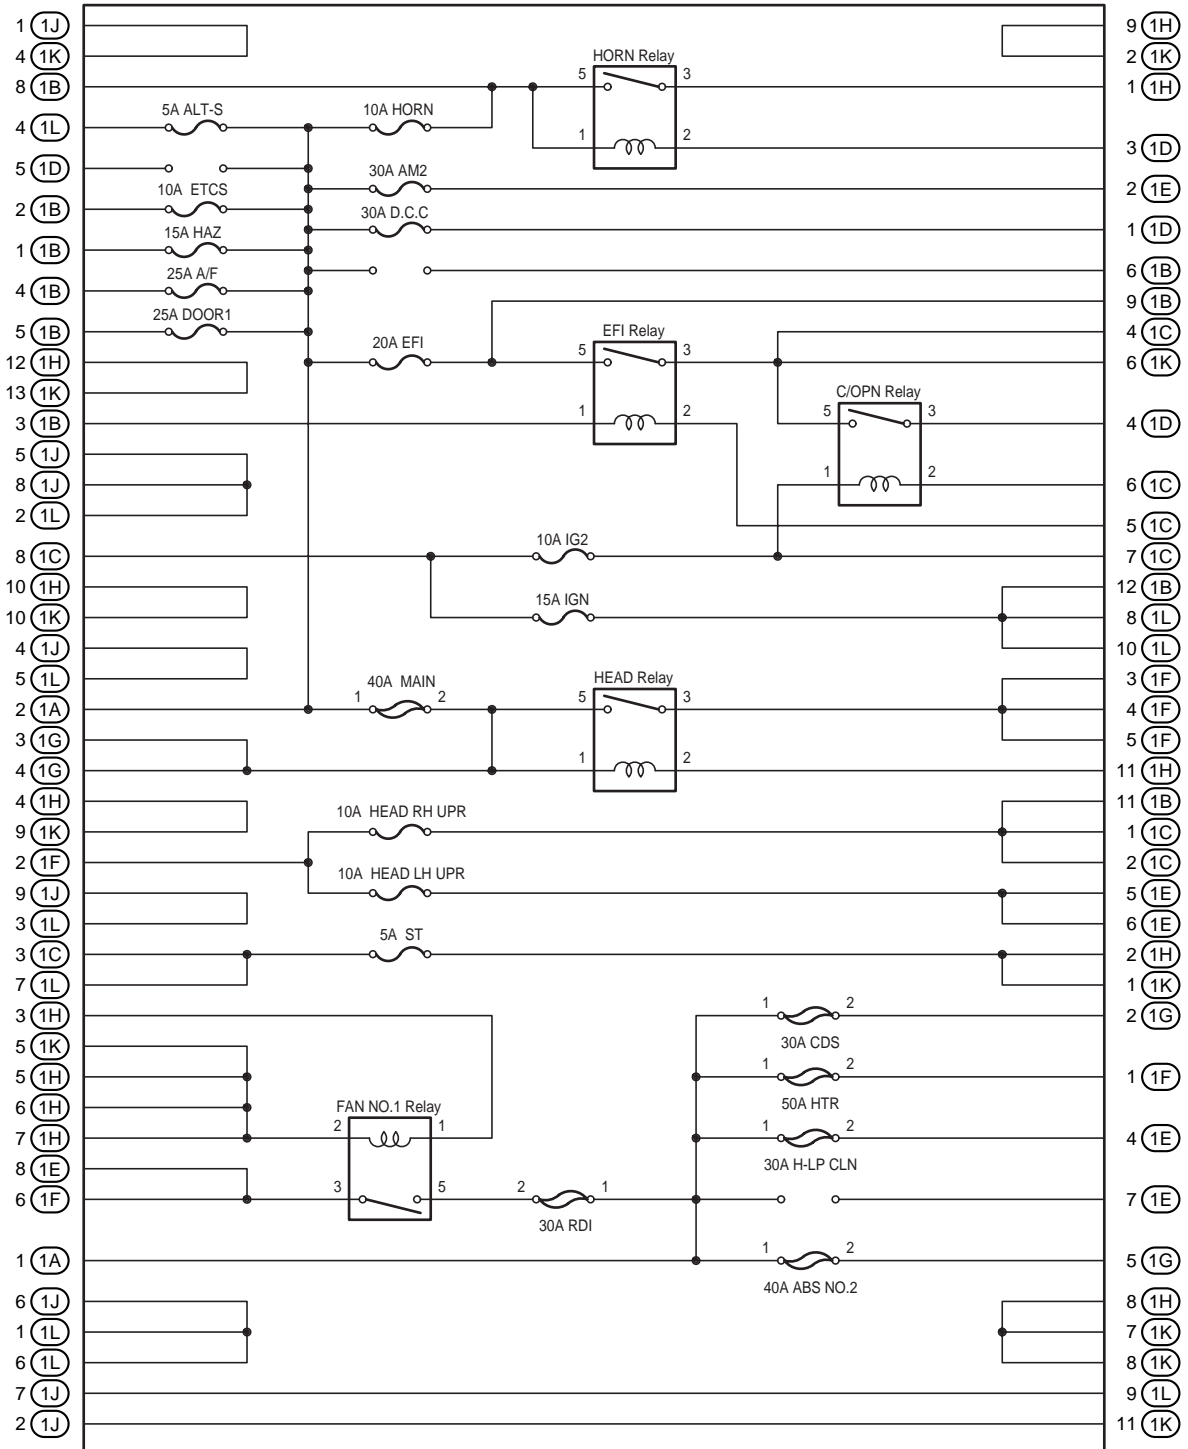 1 1J
9 1H
4 1K
HORN Relay
2 1K
8 1B
5 3
1 1H
5A ALT-S
10A HORN
4 1L
1 2
3 1D
5 1D
30A AM2
10A ETCS
2 1E
2 1B
30A D.C.C
15A HAZ
1 1D
1 1B
25A A/F
6 1B
4 1B
9 1B
25A DOOR1
5 1B
EFI Relay
4 1C
20A EFI
5 3
12 1H
6 1K
13 1K
C/OPN Relay
3 1B
1 2
5 3
4 1D
5 1J
8 1J
1 2
6 1C
2 1L
5 1C
8 1C
10A IG2
7 1C
10 1H
12 1B
15A IGN
10 1K
8 1L
4 1J
10 1L
5 1L
40A MAIN
HEAD Relay
3 1F
2 1A
1 2
5 3
4 1F
3 1G
5 1F
4 1G
1 2
11 1H
4 1H
11 1B
10A HEAD RH UPR
9 1K
1 1C
2 1F
2 1C
10A HEAD LH UPR
9 1J
5 1E
3 1L
6 1E
5A ST
3 1C
2 1H
7 1L
1 1K
3 1H
1 2
2 1G
30A CDS
5 1K
5 1H
1 2
1 1F
50A HTR
6 1H
FAN NO.1 Relay
7 1H
2 1
1 2
4 1E
30A H-LP CLN
8 1E
6 1F
3 5
2 1
7 1E
30A RDI
1 1A
1 2
5 1G
40A ABS NO.2
6 1J
8 1H
1 1L
7 1K
6 1L
8 1K
7 1J
9 1L
2 1J
11 1K